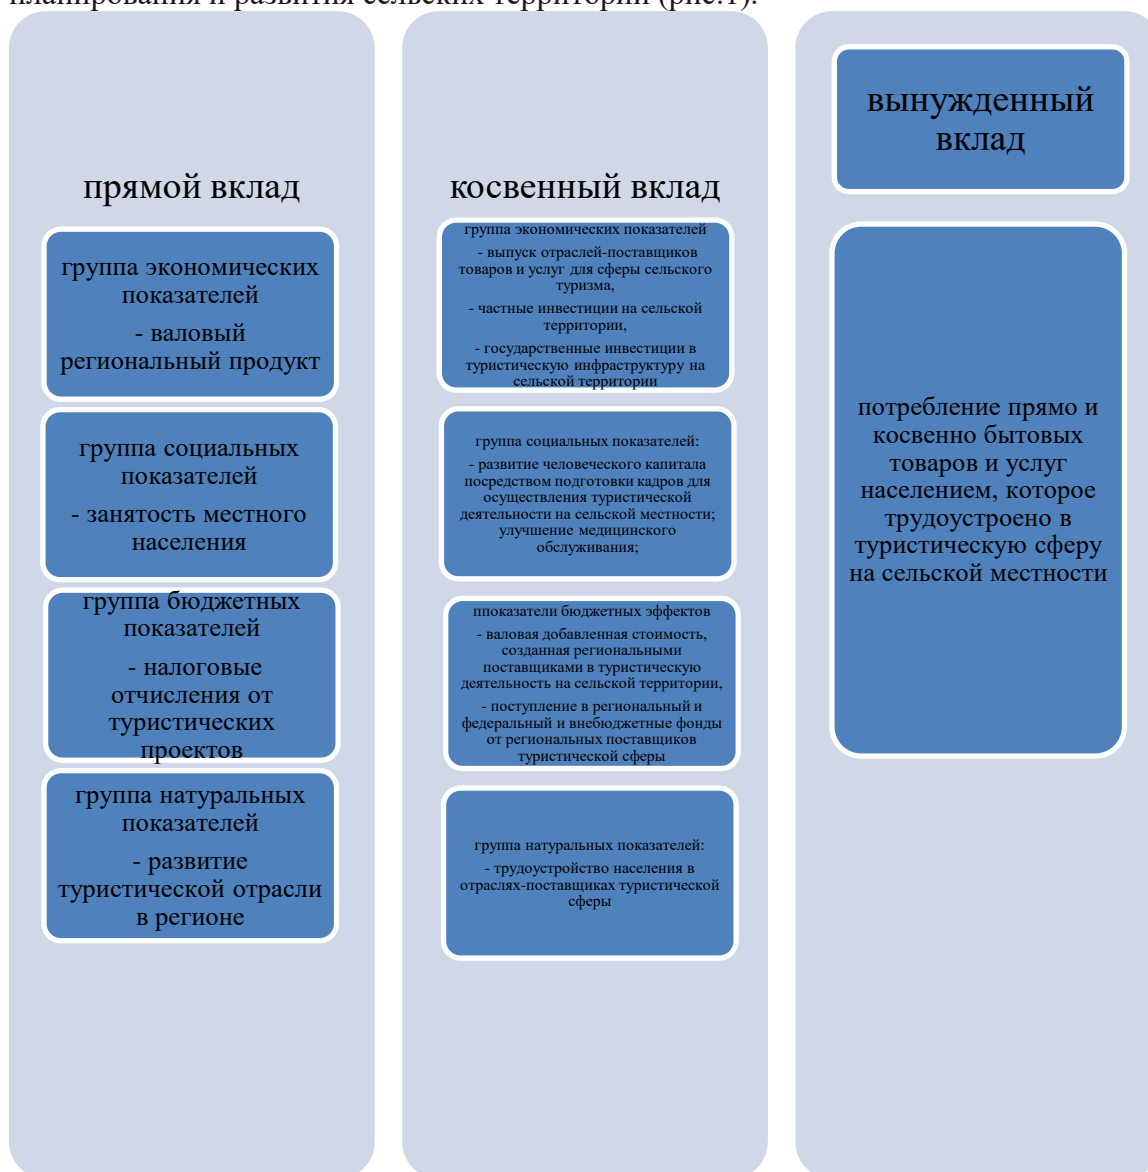 планирования и развития сельских территорий (рис.1).
прямой вклад
группа экономических
показателей
- валовый
региональный продукт
группа социальных
показателей
- занятость местного
населения
группа бюджетных
показателей
- налоговые
отчисления от
туристических
проектов
группа натуральных
показателей
- развитие
туристической отрасли
в регионе
косвенный вклад
группа экономических показателей
- выпуск отраслей-поставщиков
товаров и услуг для сферы сельского
туризма,
- частные инвестиции на сельской
территории,
- государственные инвестиции в
туристическую инфраструктуру на
сельской территории
группа социальных показателей:
- развитие человеческого капитала
посредством подготовки кадров для
осуществления туристической
деятельности на сельской местности;
улучшение медицинского
обслуживания;
ппоказатели бюджетных эффектов
- валовая добавленная стоимость,
созданная региональными
поставщиками в туристическую
деятельность на сельской территории,
- поступление в региональный и
федеральный и внебюджетные фонды
от региональных поставщиков
туристической сферы
группа натуральных показателей:
- трудоустройство населения в
отраслях-поставщиках туристической
сферы
вынужденный
вклад
потребление прямо и
косвенно бытовых
товаров и услуг
населением, которое
трудоустроено в
туристическую сферу
на сельской местности